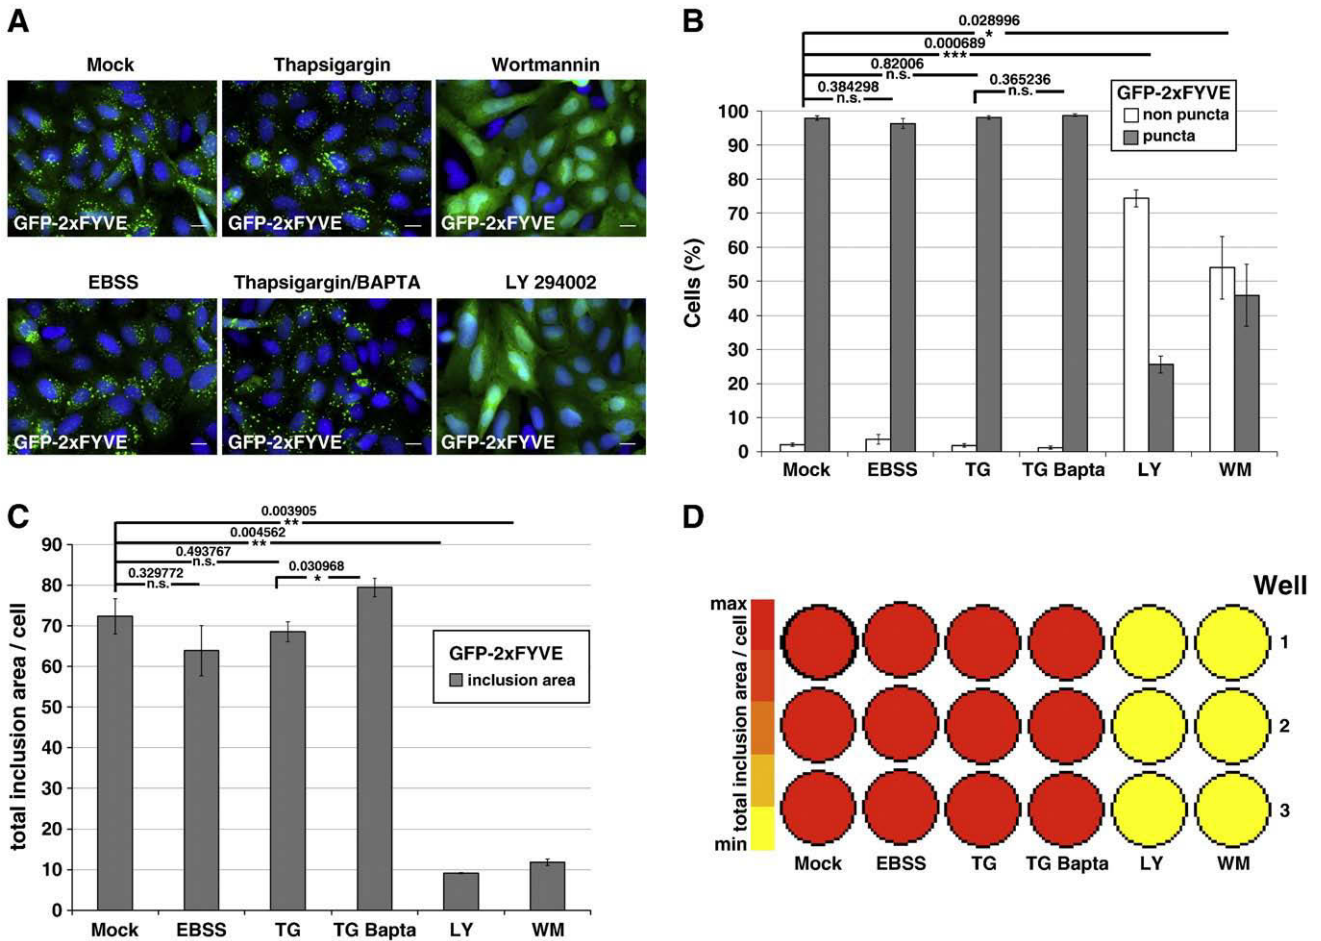 A
Mock
Thapsigargin
Wortmannin
GFP-2xFYVE
GFP-2xFYVE
GFP-2xFYVE
EBSS
Thapsigargin/BAPTA
LY 294002
GFP-2xFYVE
GFP-2xFYVE
GFP-2xFYVE
B
0.028996
*
0.000689
***
0.82006
n.s.
0.384298
n.s.
0.365236
n.s.
GFP-2xFYVE
non puncta
puncta
Cells (%)
100
90
80
70
60
50
40
30
20
10
0
Mock EBSS TG TG Bapta LY WM
C
0.003905
**
0.004562
**
0.493767
n.s.
0.329772
n.s.
0.030968
*
GFP-2xFYVE
inclusion area
total inclusion area / cell
90
80
70
60
50
40
30
20
10
0
Mock EBSS TG TG Bapta LY WM
D
Well
max
total inclusion area / cell
min
1
2
3
Mock EBSS TG TG Bapta LY WM